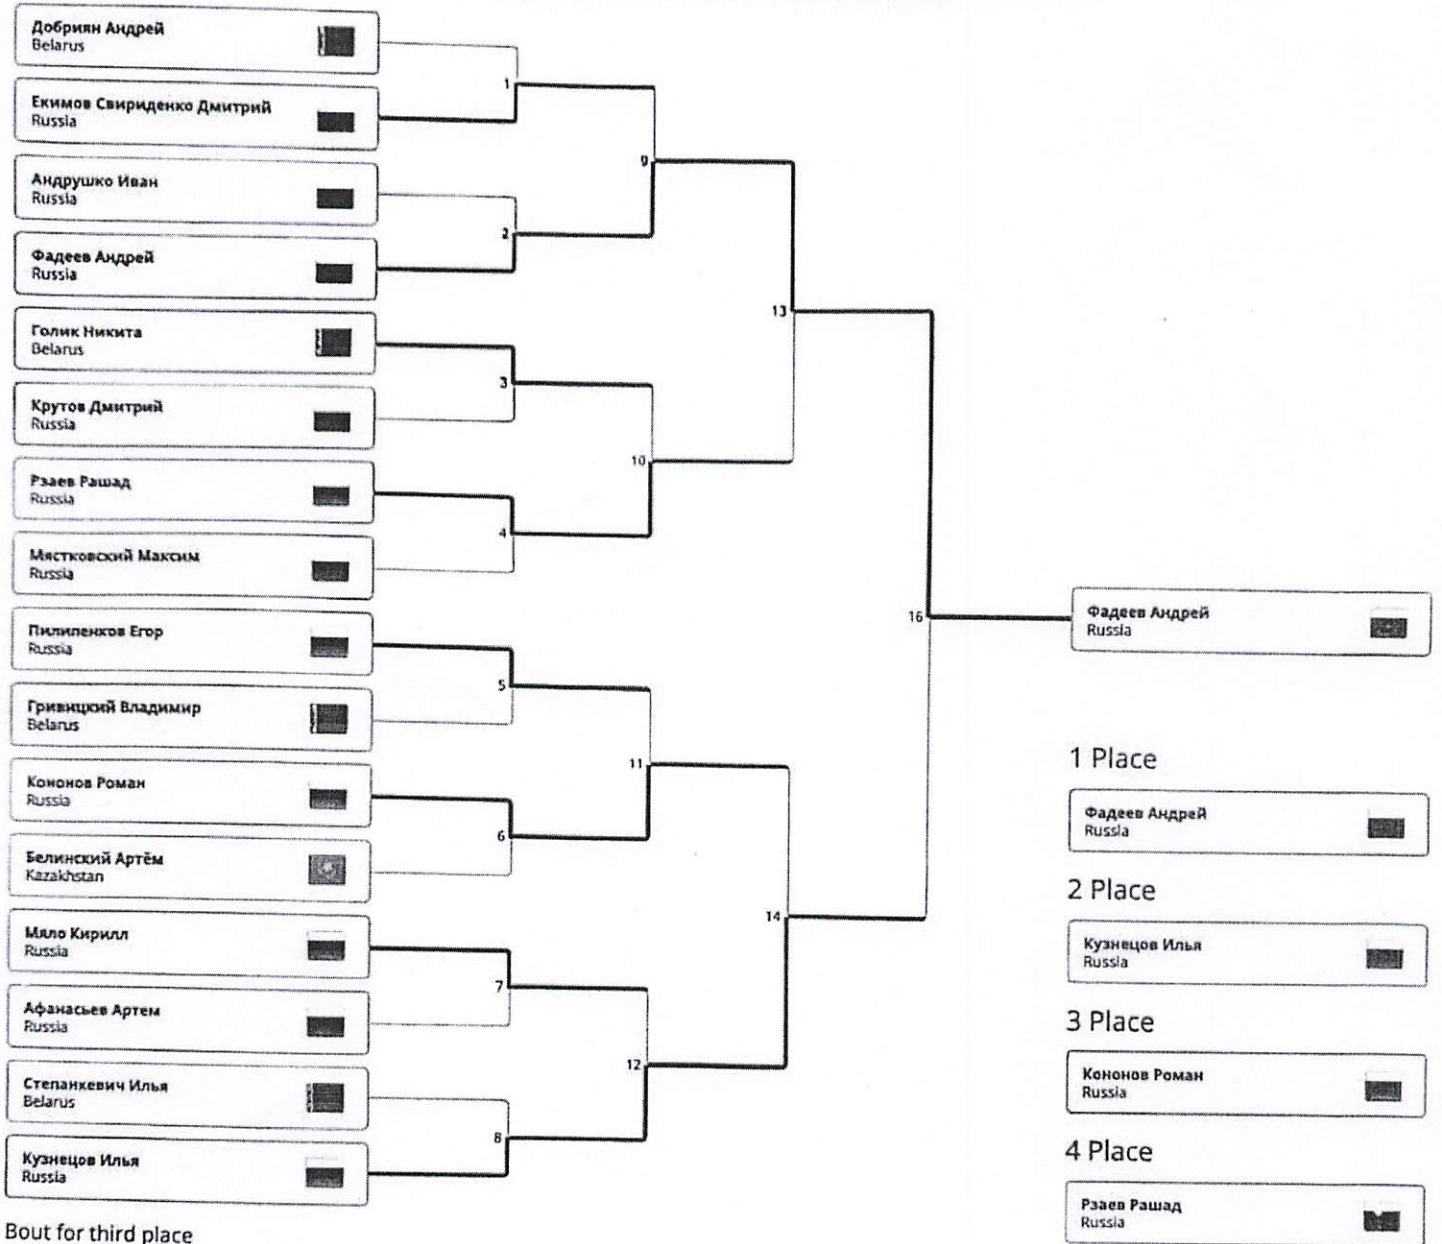 Добриян Андрей
Belarus
Екимов Свириденко Дмитрий
Russia
Андрушко Иван
Russia
Фадеев Андрей
Russia
Голик Никита
Belarus
Крутов Дмитрий
Russia
Рзаев Рашад
Russia
Мястковский Максим
Russia
Пилипенков Егор
Russia
Гривицкий Владимир
Belarus
Кононов Роман
Russia
Белинский Артём
Kazakhstan
Мяло Кирилл
Russia
Афанасьев Артем
Russia
Степанкевич Илья
Belarus
Кузнецов Илья
Russia
Bout for third place
1
2
3
4
5
6
7
8
9
10
11
12
13
14
16
Фадеев Андрей
Russia
1 Place
Фадеев Андрей
Russia
2 Place
Кузнецов Илья
Russia
3 Place
Кононов Роман
Russia
4 Place
Рзаев Рашад
Russia